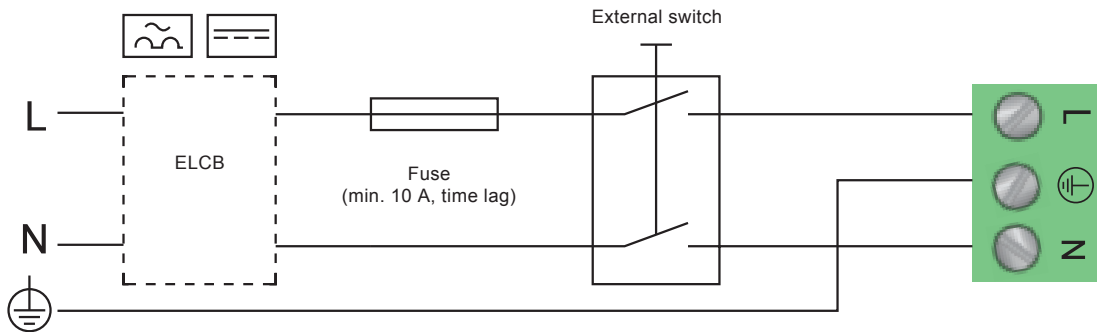 External switch
L
ELCB
Fuse
(min. 10 A, time lag)
N
L
N